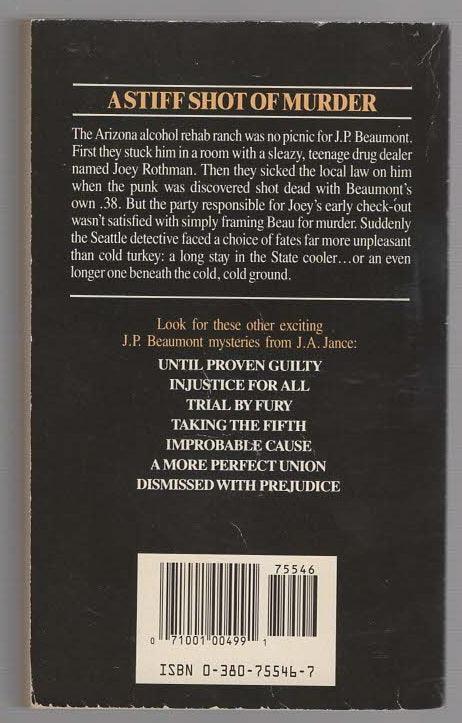 A STIFF SHOT OF MURDER
The Arizona alcohol rehab ranch was no picnic for J.P. Beaumont.
First they stuck him in a room with a sleazy, teenage drug dealer
named Joey Rothman. Then they sicked the local law on him
when the punk was discovered shot dead with Beaumont's
own .38. But the party responsible for Joey's early check-out
wasn't satisfied with simply framing Beau for murder. Suddenly
the Seattle detective faced a choice of fates far more unpleasant
than cold turkey: a long stay in the State cooler...or an even
longer one beneath the cold, cold ground.
Look for these other exciting
J.P. Beaumont mysteries from J.A. Jance:
UNTIL PROVEN GUILTY
INJUSTICE FOR ALL
TRIAL BY FURY
TAKING THE FIFTH
IMPROBABLE CAUSE
A MORE PERFECT UNION
DISMISSED WITH PREJUDICE
75546
0 71001 00499 1
ISBN 0-380-75546-7